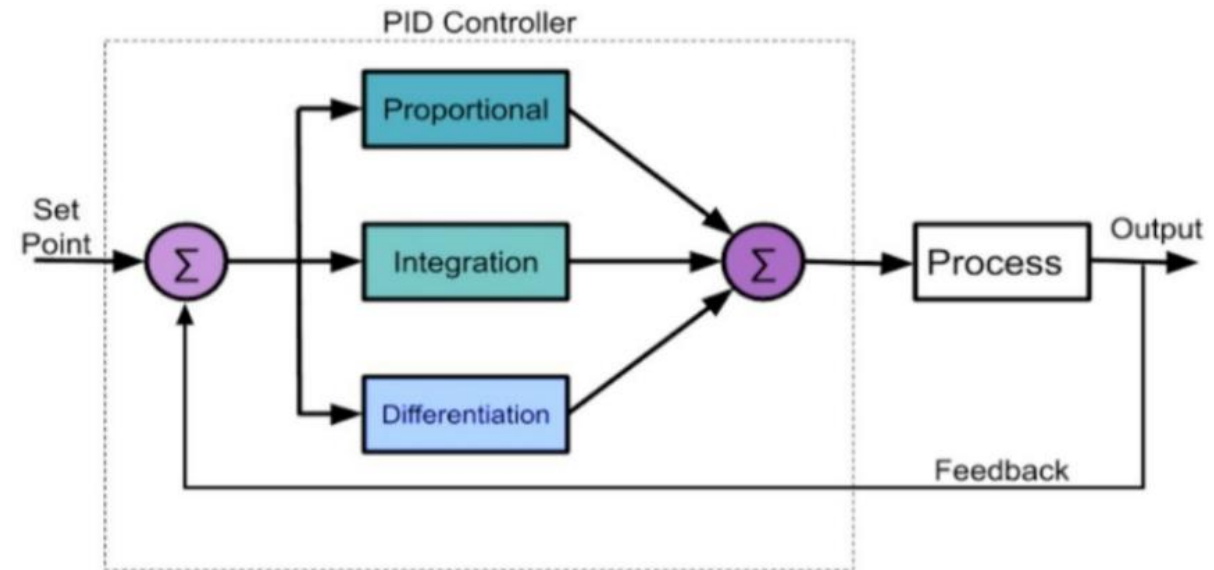 PID Controller
Proportional
Set
Point
Σ
Integration
Σ
Process
Output
Differentiation
Feedback